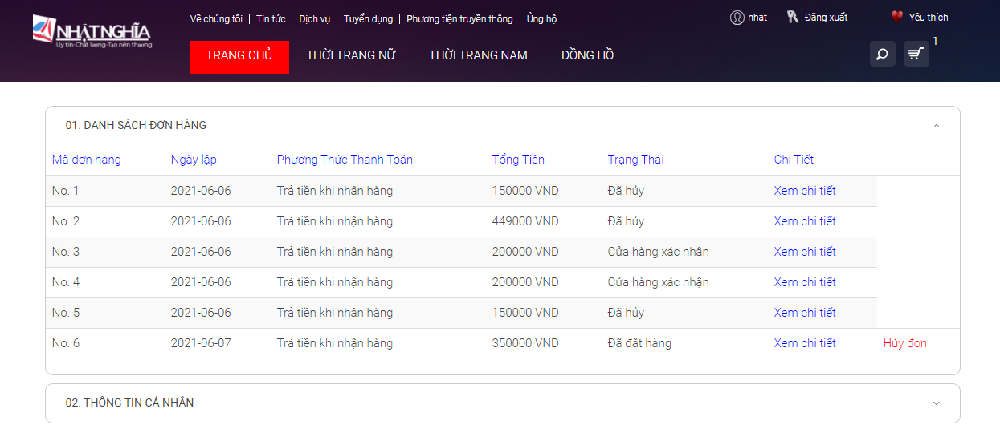 NHẤTNGHĨA
Uy tín-Chất lượng-Tạo nên thương
Về chúng tôi | Tin tức | Dịch vụ | Tuyển dụng | Phương tiện truyền thông | Ủng hộ
nhat Đăng xuất Yêu thích
TRANG CHỦ THỜI TRANG NỮ THỜI TRANG NAM ĐỒNG HỒ
1
01. DANH SÁCH ĐƠN HÀNG
Mã đơn hàng Ngày lập Phương Thức Thanh Toán Tổng Tiền Trạng Thái Chi Tiết
No. 1 2021-06-06 Trả tiền khi nhận hàng 150000 VND Đã hủy Xem chi tiết
No. 2 2021-06-06 Trả tiền khi nhận hàng 449000 VND Đã hủy Xem chi tiết
No. 3 2021-06-06 Trả tiền khi nhận hàng 200000 VND Cửa hàng xác nhận Xem chi tiết
No. 4 2021-06-06 Trả tiền khi nhận hàng 200000 VND Cửa hàng xác nhận Xem chi tiết
No. 5 2021-06-06 Trả tiền khi nhận hàng 150000 VND Đã hủy Xem chi tiết
No. 6 2021-06-07 Trả tiền khi nhận hàng 350000 VND Đã đặt hàng Xem chi tiết Hủy đơn
02. THÔNG TIN CÁ NHÂN